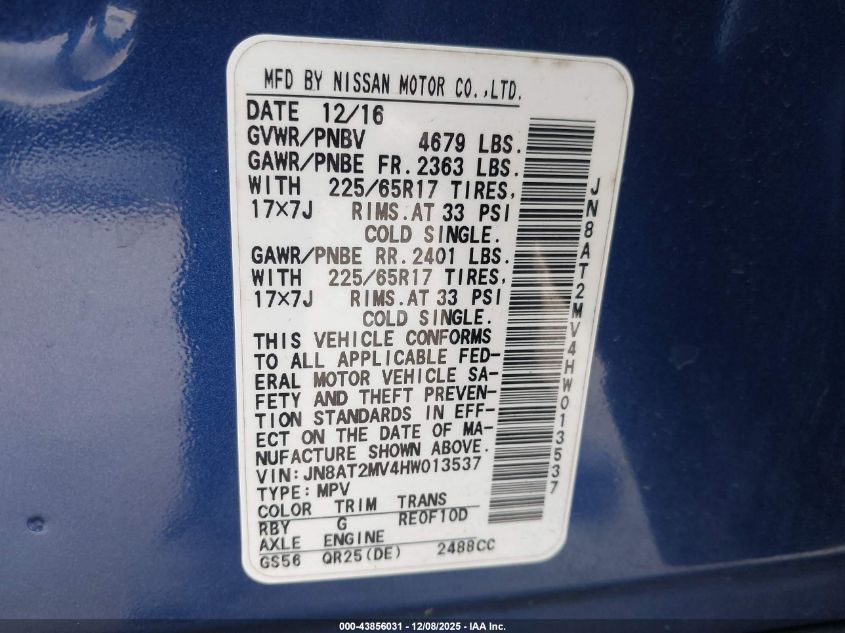 MFD BY NISSAN MOTOR CO.,LTD.
DATE 12/16
GVWR/PNBV 4679 LBS.
GAWR/PNBE FR. 2363 LBS.
WITH 225/65R17 TIRES,
17×7J RIMS. AT 33 PSI
COLD SINGLE.
GAWR/PNBE RR. 2401 LBS.
WITH 225/65R17 TIRES,
17×7J RIMS. AT 33 PSI
COLD SINGLE.
THIS VEHICLE CONFORMS
TO ALL APPLICABLE FED-
ERAL MOTOR VEHICLE SA-
FETY AND THEFT PREVEN-
TION STANDARDS IN EFF-
ECT ON THE DATE OF MA-
NUFACTURE SHOWN ABOVE.
VIN: JN8AT2MV4HW013537
TYPE: MPV
COLOR TRIM TRANS
RBY G RE0F10D
AXLE ENGINE
GS56 QR25(DE) 2488CC
JN8AT2MV4HW013537
000-43856031 - 12/08/2025 - IAA Inc.